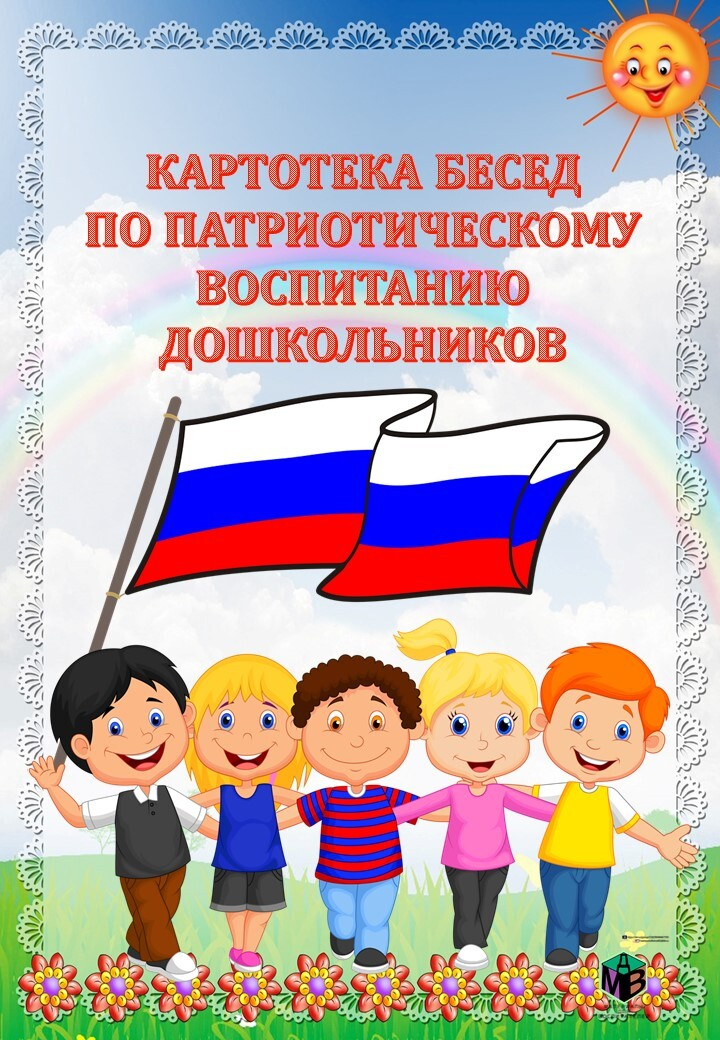 КАРТОТЕКА БЕСЕД
ПО ПАТРИОТИЧЕСКОМУ
ВОСПИТАНИЮ
ДОШКОЛЬНИКОВ